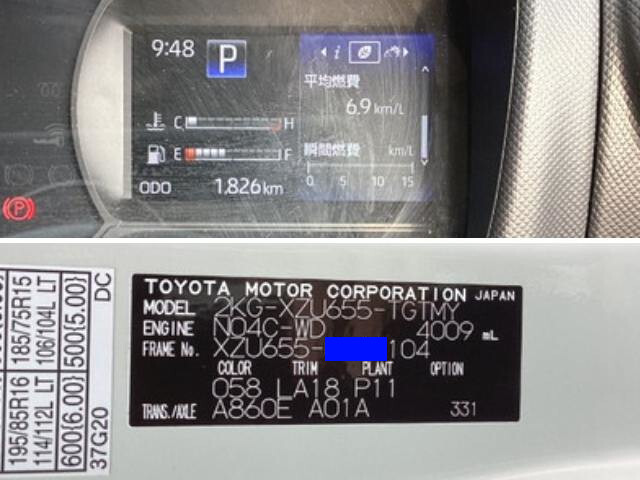 9:48 P
平均燃費
6.9 km/L
C H
瞬間燃費 km/L
E F
0 5 10 15
ODO 1,826 km
P
195/85R16 185/75R15
114/112L LT 106/104L LT
600{6.00} 500{5.00}
37G20 DC
TOYOTA MOTOR CORPORATION JAPAN
MODEL 2KG-XZU655-TGTMY
ENGINE N04C-WD 4009 mL
FRAME No. XZU655- 104
COLOR TRIM PLANT OPTION
058 LA18 P11
TRANS./AXLE A860E A01A 331